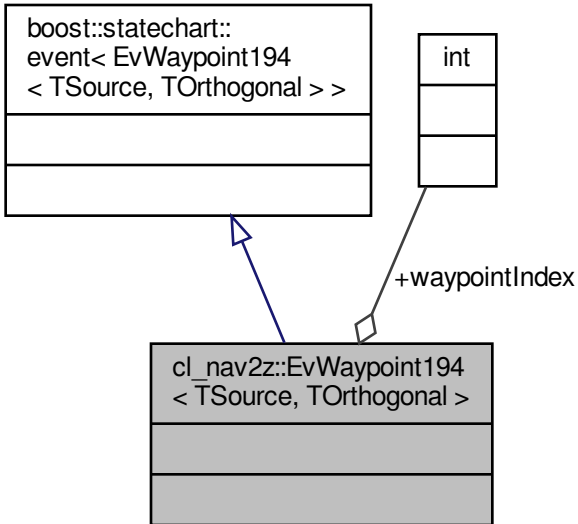 boost::statechart::
event< EvWaypoint194
< TSource, TOrthogonal > >
int
+waypointIndex
cl_nav2z::EvWaypoint194
< TSource, TOrthogonal >